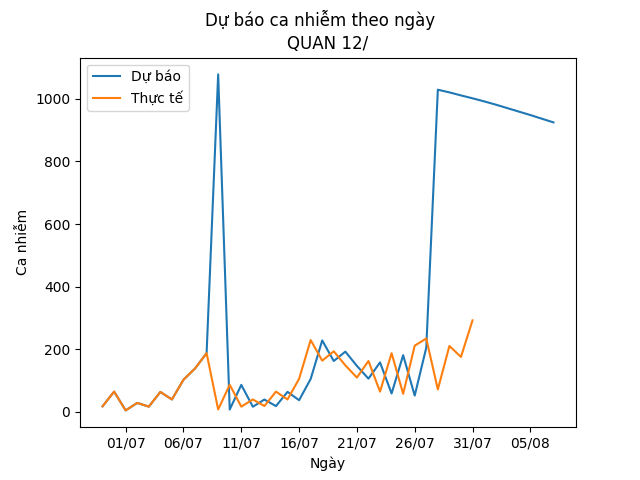 Dự báo ca nhiễm theo ngày
QUAN 12/
Dự báo
Thực tế
Ca nhiễm
1000
800
600
400
200
0
01/07 06/07 11/07 16/07 21/07 26/07 31/07 05/08
Ngày